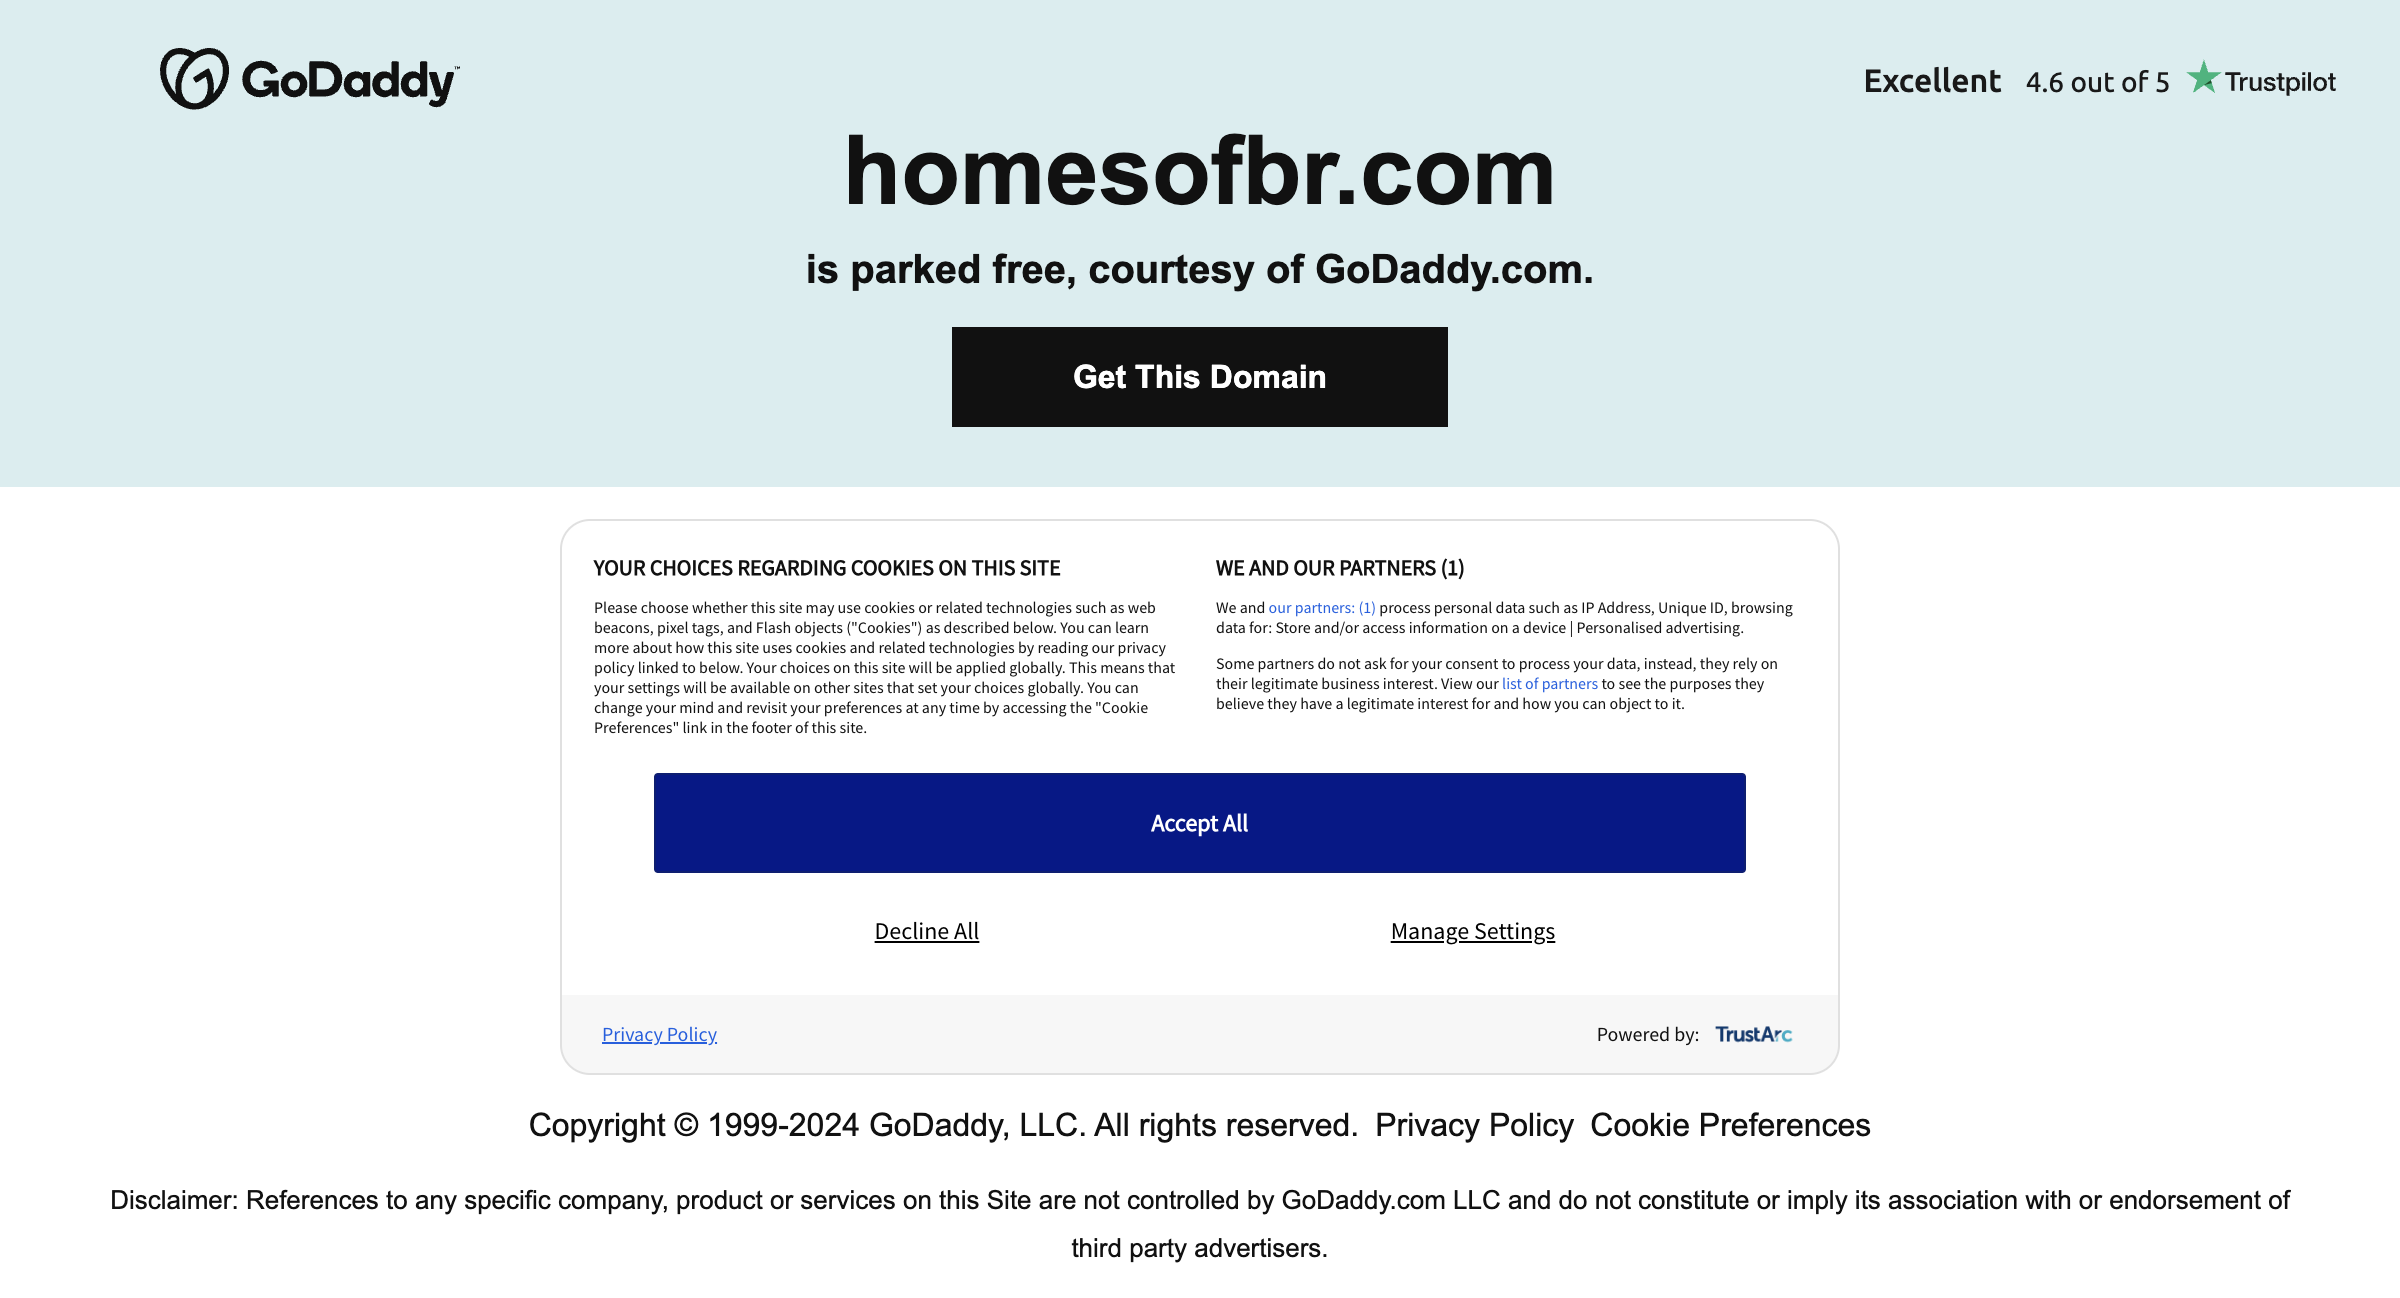 GoDaddy™
Excellent 4.6 out of 5 Trustpilot
homesofbr.com
is parked free, courtesy of GoDaddy.com.
Get This Domain
YOUR CHOICES REGARDING COOKIES ON THIS SITE
Please choose whether this site may use cookies or related technologies such as web
beacons, pixel tags, and Flash objects ("Cookies") as described below. You can learn
more about how this site uses cookies and related technologies by reading our privacy
policy linked to below. Your choices on this site will be applied globally. This means that
your settings will be available on other sites that set your choices globally. You can
change your mind and revisit your preferences at any time by accessing the "Cookie
Preferences" link in the footer of this site.
WE AND OUR PARTNERS (1)
We and our partners: (1) process personal data such as IP Address, Unique ID, browsing
data for: Store and/or access information on a device | Personalised advertising.
Some partners do not ask for your consent to process your data, instead, they rely on
their legitimate business interest. View our list of partners to see the purposes they
believe they have a legitimate interest for and how you can object to it.
Accept All
Decline All
Manage Settings
Privacy Policy
Powered by: TrustArc
Copyright © 1999-2024 GoDaddy, LLC. All rights reserved. Privacy Policy Cookie Preferences
Disclaimer: References to any specific company, product or services on this Site are not controlled by GoDaddy.com LLC and do not constitute or imply its association with or endorsement of
third party advertisers.